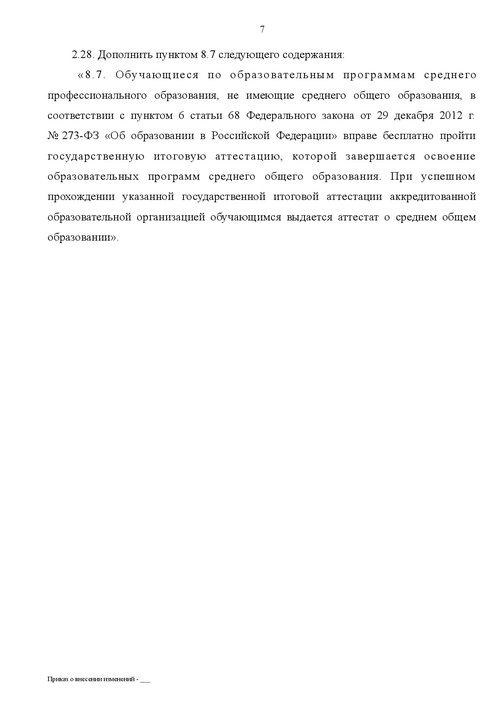 7
2.28. Дополнить пунктом 8.7 следующего содержания:
«8.7. Обучающиеся по образовательным программам среднего
профессионального образования, не имеющие среднего общего образования, в
соответствии с пунктом 6 статьи 68 Федерального закона от 29 декабря 2012 г.
№ 273-ФЗ «Об образовании в Российской Федерации» вправе бесплатно пройти
государственную итоговую аттестацию, которой завершается освоение
образовательных программ среднего общего образования. При успешном
прохождении указанной государственной итоговой аттестации аккредитованной
образовательной организацией обучающимся выдается аттестат о среднем общем
образовании».
Приказ о внесении изменений - ___